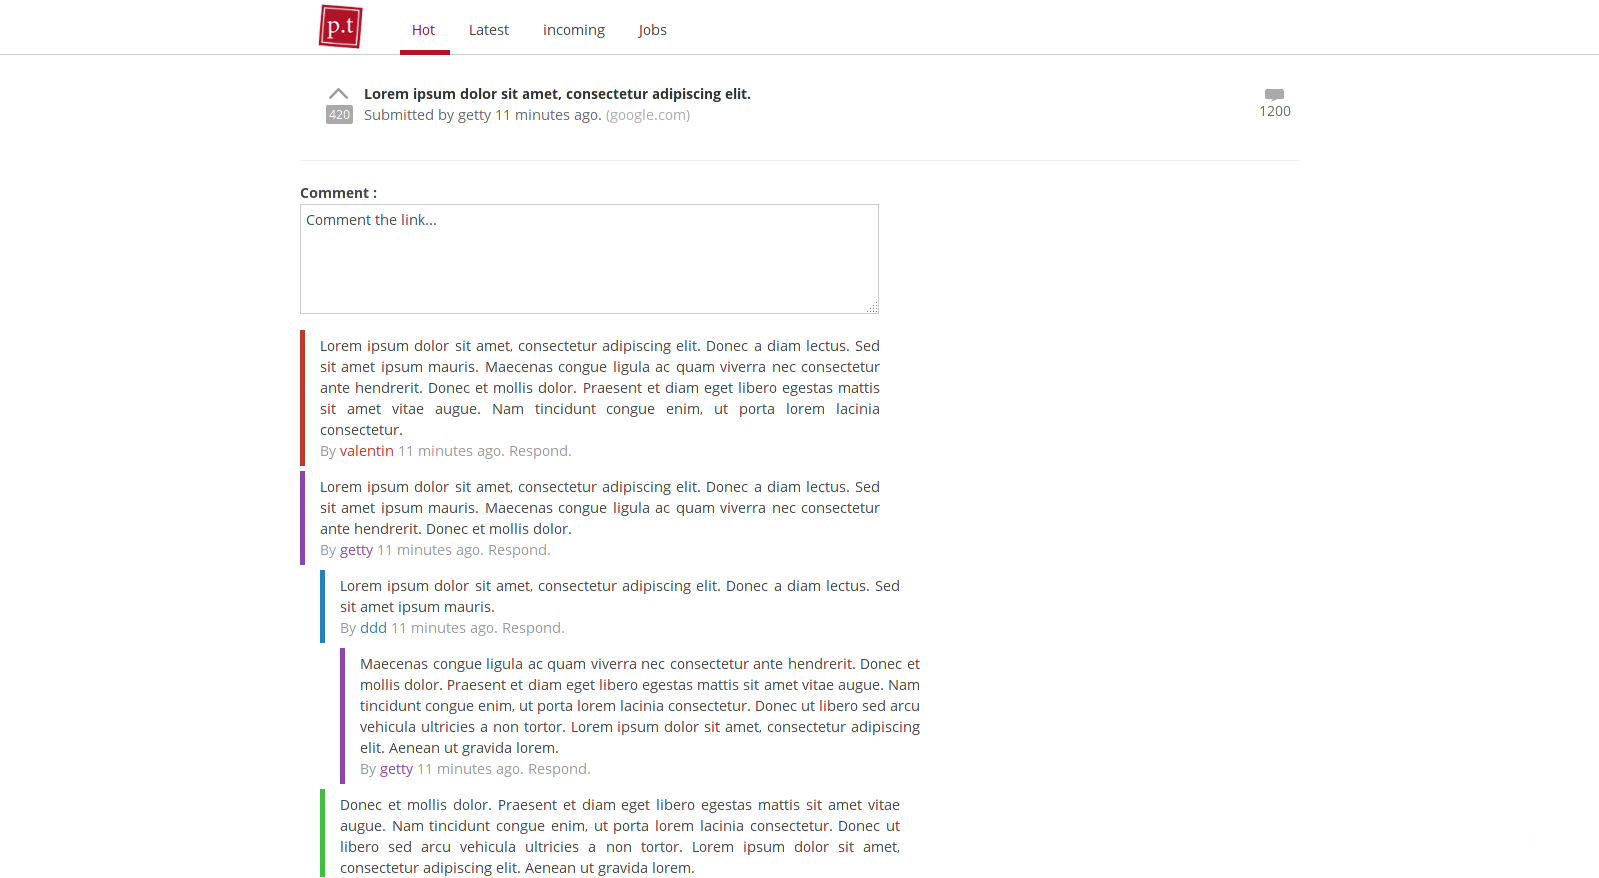 p.t
Hot
Latest
incoming
Jobs
Lorem ipsum dolor sit amet, consectetur adipiscing elit.
420
Submitted by getty 11 minutes ago. (google.com)
1200
Comment :
Comment the link...
Lorem ipsum dolor sit amet, consectetur adipiscing elit. Donec a diam lectus. Sed
sit amet ipsum mauris. Maecenas congue ligula ac quam viverra nec consectetur
ante hendrerit. Donec et mollis dolor. Praesent et diam eget libero egestas mattis
sit amet vitae augue. Nam tincidunt congue enim, ut porta lorem lacinia
consectetur.
By valentin 11 minutes ago. Respond.
Lorem ipsum dolor sit amet, consectetur adipiscing elit. Donec a diam lectus. Sed
sit amet ipsum mauris. Maecenas congue ligula ac quam viverra nec consectetur
ante hendrerit. Donec et mollis dolor.
By getty 11 minutes ago. Respond.
Lorem ipsum dolor sit amet, consectetur adipiscing elit. Donec a diam lectus. Sed
sit amet ipsum mauris.
By ddd 11 minutes ago. Respond.
Maecenas congue ligula ac quam viverra nec consectetur ante hendrerit. Donec et
mollis dolor. Praesent et diam eget libero egestas mattis sit amet vitae augue. Nam
tincidunt congue enim, ut porta lorem lacinia consectetur. Donec ut libero sed arcu
vehicula ultricies a non tortor. Lorem ipsum dolor sit amet, consectetur adipiscing
elit. Aenean ut gravida lorem.
By getty 11 minutes ago. Respond.
Donec et mollis dolor. Praesent et diam eget libero egestas mattis sit amet vitae
augue. Nam tincidunt congue enim, ut porta lorem lacinia consectetur. Donec ut
libero sed arcu vehicula ultricies a non tortor. Lorem ipsum dolor sit amet,
consectetur adipiscing elit. Aenean ut gravida lorem.